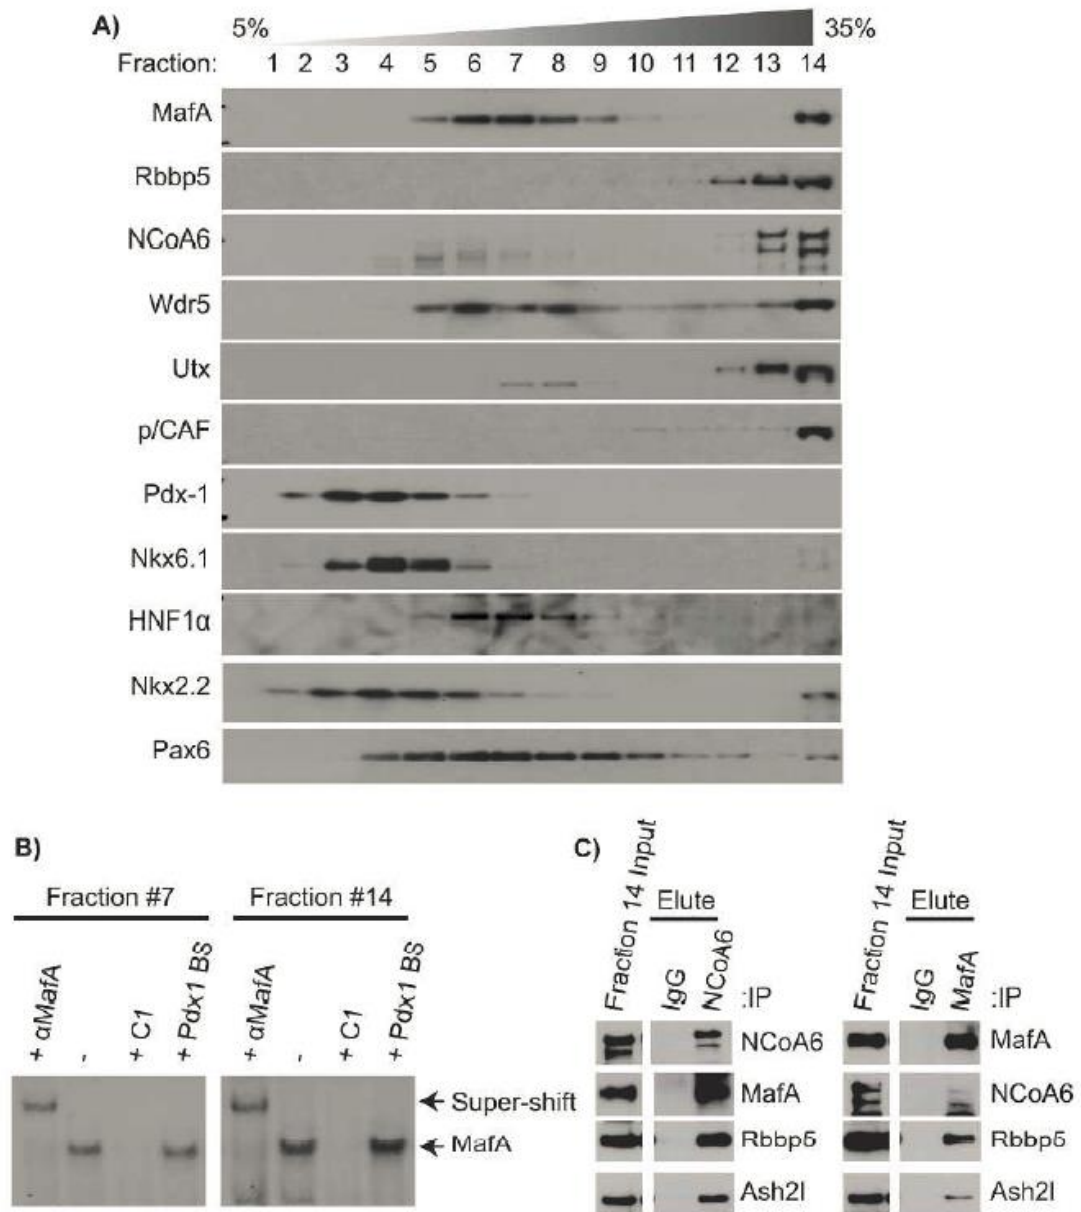 A)
5% 35%
Fraction: 1 2 3 4 5 6 7 8 9 10 11 12 13 14
MafA
Rbbp5
NCoA6
Wdr5
Utx
p/CAF
Pdx-1
Nkx6.1
HNF1α
Nkx2.2
Pax6
B)
Fraction #7 Fraction #14
+ αMafA - + C1 + Pdx1 BS + αMafA - + C1 + Pdx1 BS
Super-shift
MafA
C)
Fraction 14 Input Elute Fraction 14 Input Elute
IgG NCoA6 :IP IgG MafA :IP
NCoA6 MafA
MafA NCoA6
Rbbp5 Rbbp5
Ash2l Ash2l